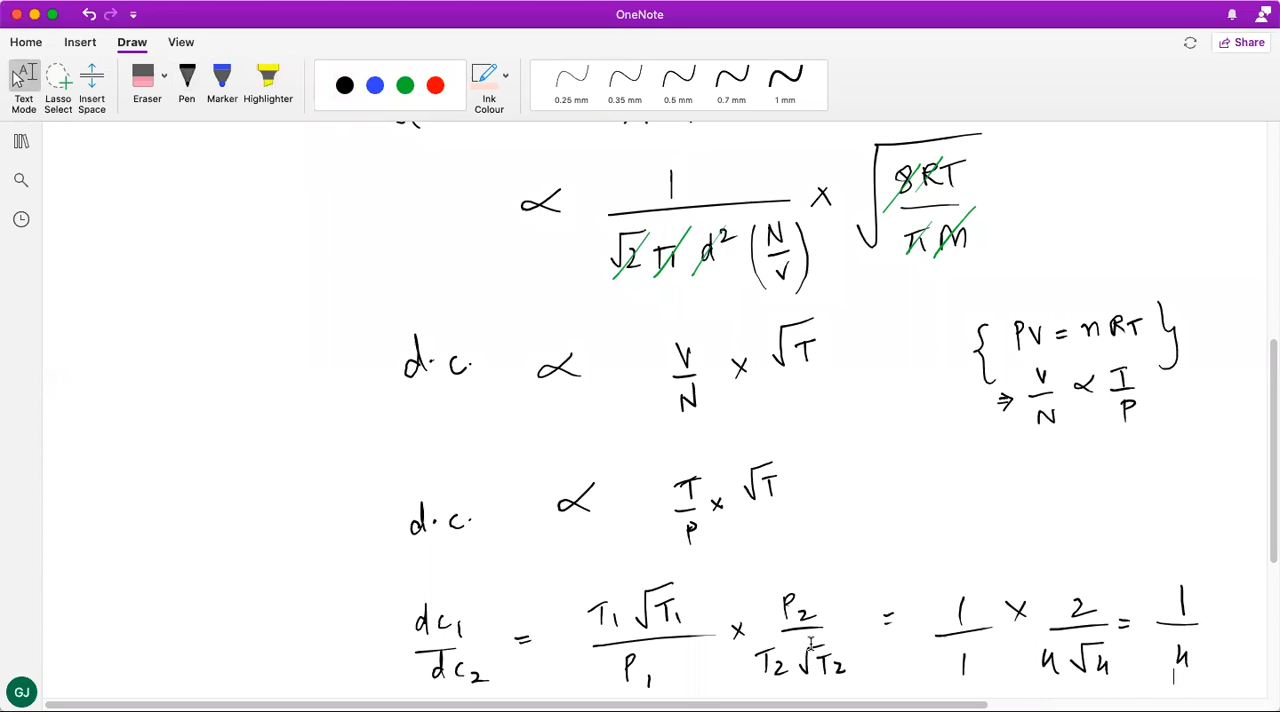 OneNote
Home Insert Draw View Share
Text Mode Lasso Select Insert Space Eraser Pen Marker Highlighter Ink Colour 0.25 mm 0.35 mm 0.5 mm 0.7 mm 1 mm
∝ 1 / (√2 π d² (N/V)) × √(8RT / πM)
d.c. ∝ V/N × √T { PV = nRT
⇒ V/N ∝ T/P }
d.c. ∝ T/P × √T
dc₁/dc₂ = T₁√T₁ / P₁ × P₂ / T₂√T₂ = 1/1 × 2 / 4√4 = 1/4
GJ